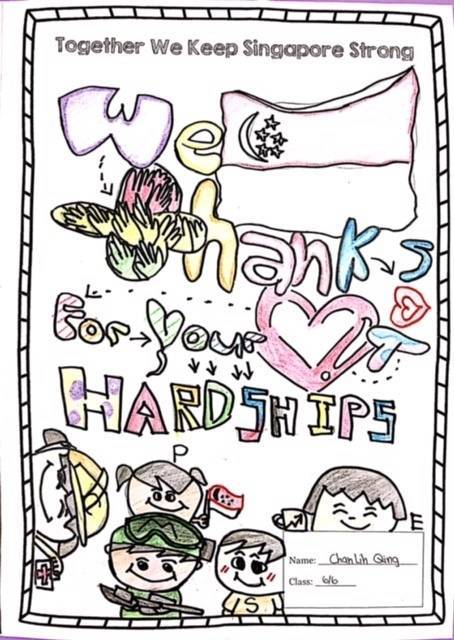 Together We Keep Singapore Strong
We
Thanks
For Your
HARDSHIPS
P
E
S
Name: Chan Lih Qing
Class: 6/6